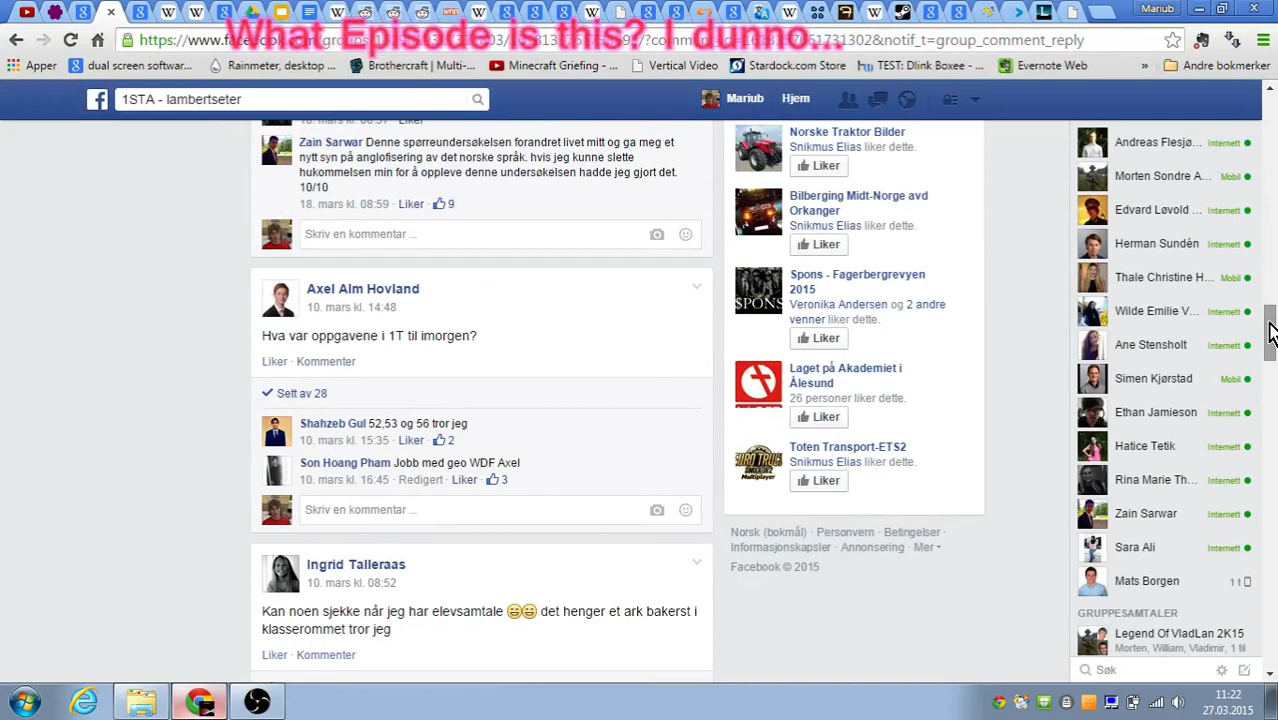 Mariub
What Episode is this? I dunno
https://www.facebook.com
1731302&notif_t=group_comment_reply
Apper
dual screen softwar...
Rainmeter, desktop ...
Brothercraft | Multi-...
Minecraft Griefing - ...
Vertical Video
Stardock.com Store
TEST: Dlink Boxee - ...
Evernote Web
»
Andre bokmerker
1STA - lambertseter
Mariub
Hjem
Zain Sarwar Denne spørreundersøkelsen forandret livet mitt og ga meg et
nytt syn på anglofisering av det norske språk. hvis jeg kunne slette
hukommelsen min for å oppleve denne undersøkelsen hadde jeg gjort det.
10/10
18. mars kl. 08:59 · Liker · 9
Skriv en kommentar ...
Axel Alm Hovland
10. mars kl. 14:48
Hva var oppgavene i 1T til imorgen?
Liker · Kommenter
Sett av 28
Shahzeb Gul 52,53 og 56 tror jeg
10. mars kl. 15:35 · Liker · 2
Son Hoang Pham Jobb med geo WDF Axel
10. mars kl. 16:45 · Redigert · Liker · 3
Skriv en kommentar ...
Ingrid Talleraas
10. mars kl. 08:52
Kan noen sjekke når jeg har elevsamtale 😄😄 det henger et ark bakerst i
klasserommet tror jeg
Liker · Kommenter
Norske Traktor Bilder
Snikmus Elias liker dette.
Liker
Bilberging Midt-Norge avd
Orkanger
Snikmus Elias liker dette.
Liker
$PONS
Spons - Fagerbergrevyen
2015
Veronika Andersen og 2 andre
venner liker dette.
Liker
Laget på Akademiet i
Ålesund
26 personer liker dette.
Liker
Toten Transport-ETS2
Snikmus Elias liker dette.
Liker
Norsk (bokmål) · Personvern · Betingelser ·
Informasjonskapsler · Annonsering · Mer
Facebook © 2015
Andreas Flesjø... Internett
Morten Sondre A... Mobil
Edvard Løvold ... Internett
Herman Sundén Internett
Thale Christine H... Mobil
Wilde Emilie V... Internett
Ane Stensholt Internett
Simen Kjørstad Mobil
Ethan Jamieson Internett
Hatice Tetik Internett
Rina Marie Th... Internett
Zain Sarwar Internett
Sara Ali Internett
Mats Borgen 1 t
GRUPPESAMTALER
Legend Of VladLan 2K15
Morten, William, Vladimir, 1 til
Søk
11:22
27.03.2015